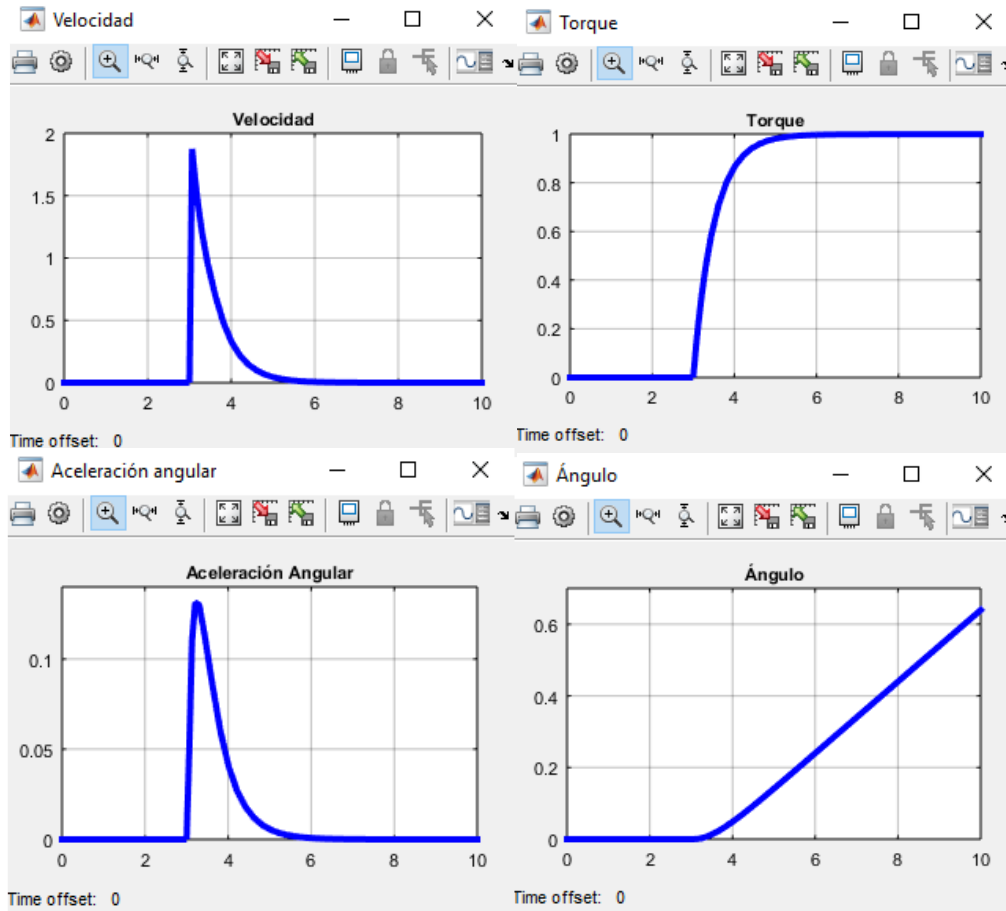 Velocidad
Velocidad
2
1.5
1
0.5
0
0 2 4 6 8 10
Time offset: 0
Torque
Torque
1
0.8
0.6
0.4
0.2
0
0 2 4 6 8 10
Time offset: 0
Aceleración angular
Aceleración Angular
0.1
0.05
0
0 2 4 6 8 10
Time offset: 0
Ángulo
Ángulo
0.6
0.4
0.2
0
0 2 4 6 8 10
Time offset: 0